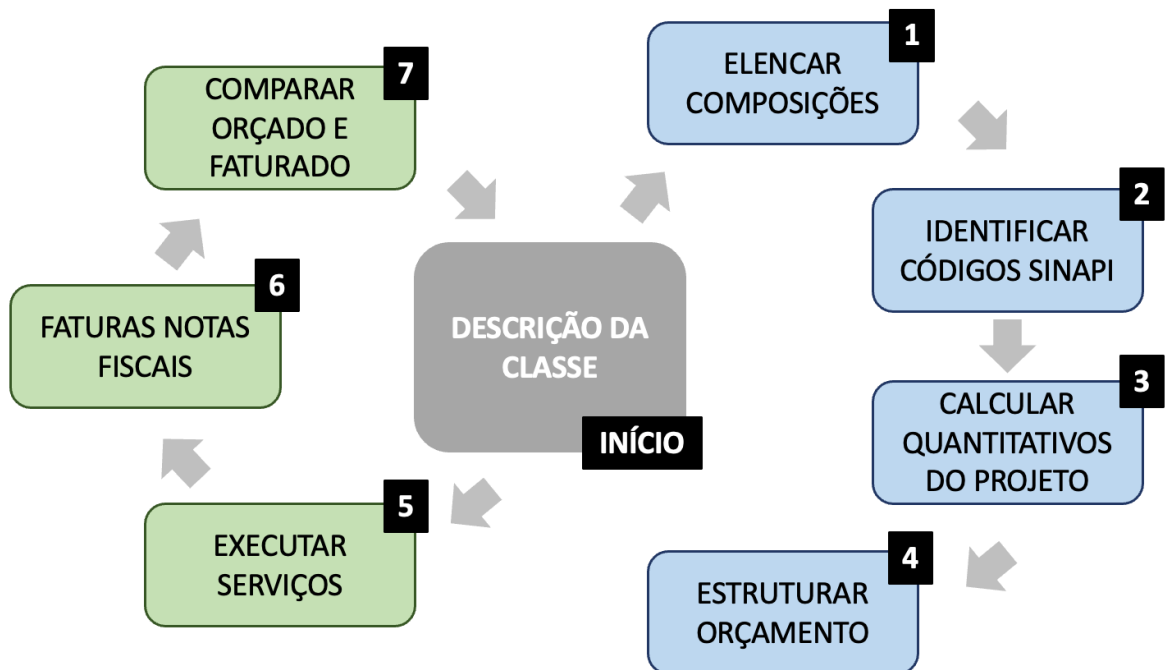 DESCRIÇÃO DA
CLASSE
INÍCIO
1
ELENCAR
COMPOSIÇÕES
2
IDENTIFICAR
CÓDIGOS SINAPI
3
CALCULAR
QUANTITATIVOS
DO PROJETO
4
ESTRUTURAR
ORÇAMENTO
5
EXECUTAR
SERVIÇOS
6
FATURAS NOTAS
FISCAIS
7
COMPARAR
ORÇADO E
FATURADO